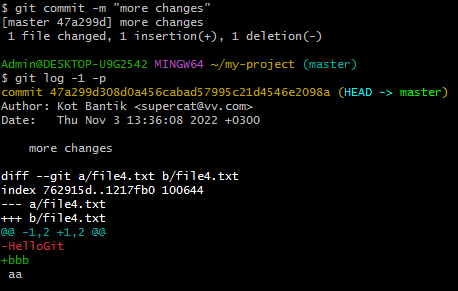 $ git commit -m "more changes"
[master 47a299d] more changes
 1 file changed, 1 insertion(+), 1 deletion(-)
Admin@DESKTOP-U9G2542 MINGW64 ~/my-project (master)
$ git log -1 -p
commit 47a299d308d0a456cabad57995c21d4546e2098a (HEAD -> master)
Author: Kot Bantik <supercat@vv.com>
Date:   Thu Nov 3 13:36:08 2022 +0300
    more changes
diff --git a/file4.txt b/file4.txt
index 762915d..1217fb0 100644
--- a/file4.txt
+++ b/file4.txt
@@ -1,2 +1,2 @@
-HelloGit
+bbb
 aa